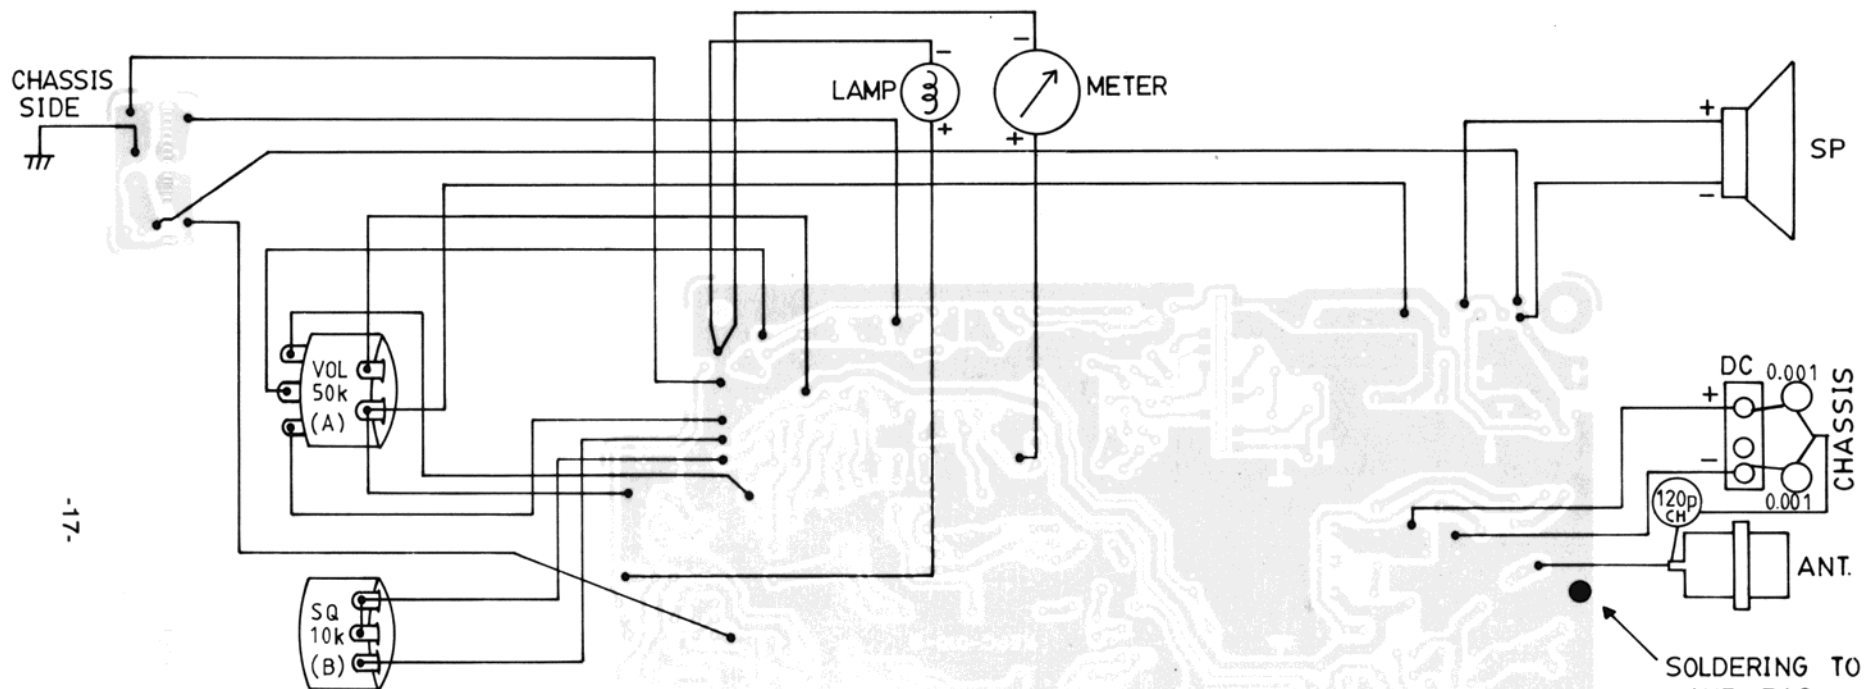 CHASSIS
SIDE
LAMP
-
+
-
METER
+
+
SP
-
VOL
50k
(A)
DC
0.001
+
-
CHASSIS
120p
CH
0.001
ANT.
-17-
SQ
10k
(B)
SOLDERING TO